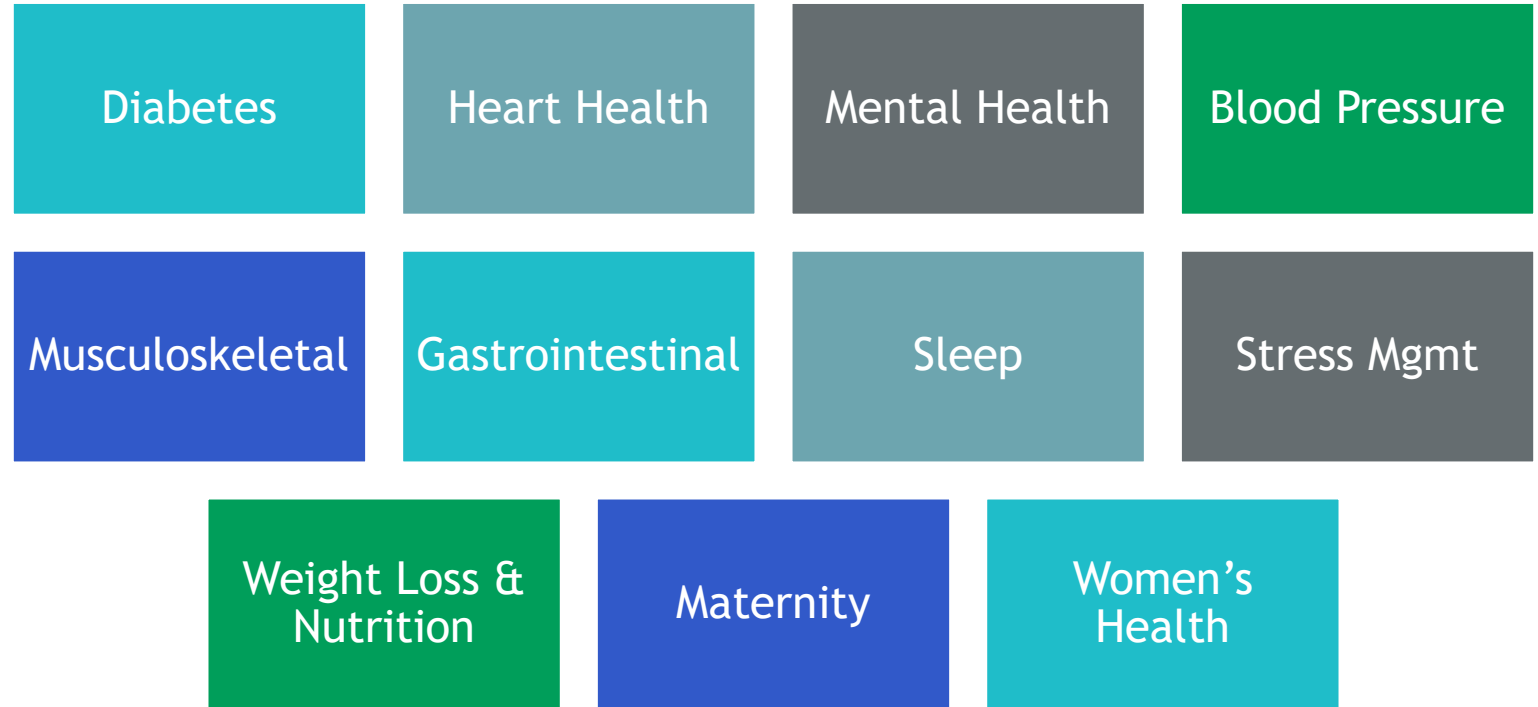 Diabetes
Heart Health
Mental Health
Blood Pressure
Musculoskeletal
Gastrointestinal
Sleep
Stress Mgmt
Weight Loss &
Nutrition
Maternity
Women’s
Health